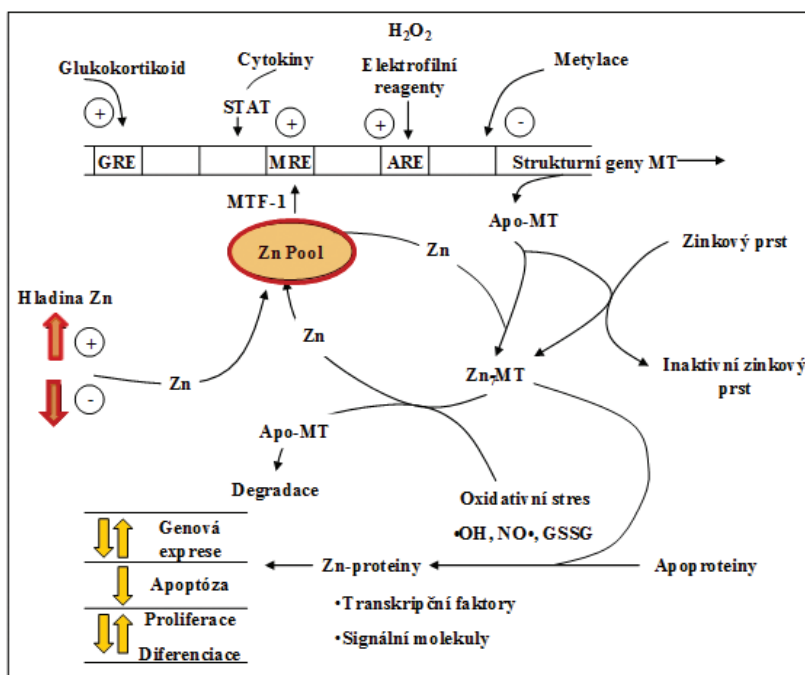 H₂O₂
Glukokortikoid
Cytokiny
Elektrofilní
reagenty
Metylace
STAT
+
+
+
-
GRE
MRE
ARE
Strukturní geny MT
MTF-1
Apo-MT
Zn Pool
Zn
Zinkový prst
Hladina Zn
+
Zn
Zn
-
Zn₇MT
Inaktivní zinkový
prst
Apo-MT
Degradace
Oxidativní stres
•OH, NO•, GSSG
Genová
exprese
Zn-proteiny
Apoproteiny
Apoptóza
•Transkripční faktory
Proliferace
•Signální molekuly
Diferenciace